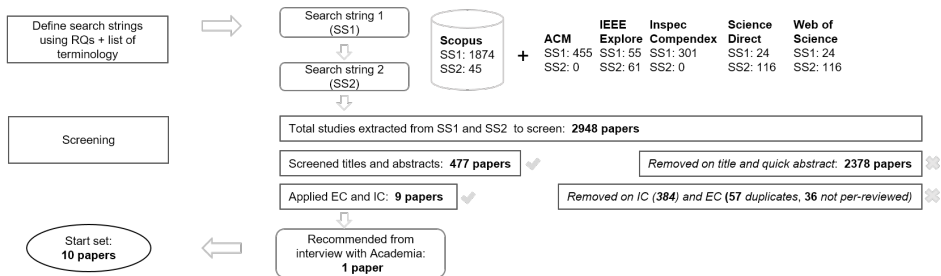 Define search strings
using RQs + list of
terminology
Search string 1
(SS1)
Search string 2
(SS2)
Scopus
SS1: 1874
SS2: 45
+
ACM
SS1: 455
SS2: 0
IEEE
Explore
SS1: 55
SS2: 61
Inspec
Compendex
SS1: 301
SS2: 0
Science
Direct
SS1: 24
SS2: 116
Web of
Science
SS1: 24
SS2: 116
Screening
Total studies extracted from SS1 and SS2 to screen: 2948 papers
Screened titles and abstracts: 477 papers
Removed on title and quick abstract: 2378 papers
Applied EC and IC: 9 papers
Removed on IC (384) and EC (57 duplicates, 36 not per-reviewed)
Start set:
10 papers
Recommended from
interview with Academia:
1 paper